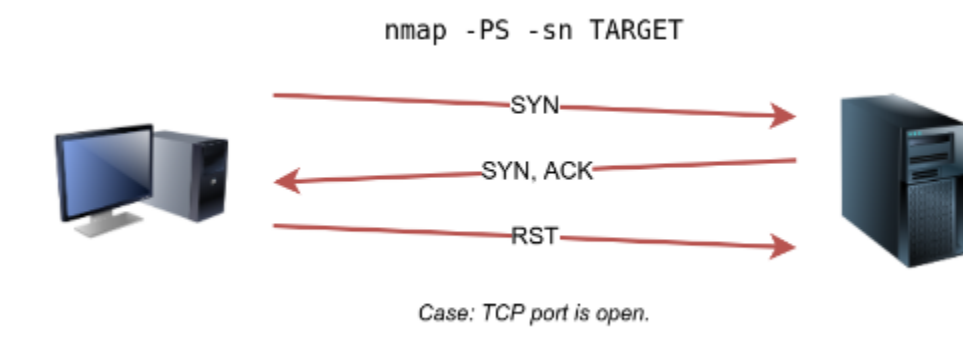 nmap -PS -sn TARGET
SYN
SYN, ACK
RST
Case: TCP port is open.